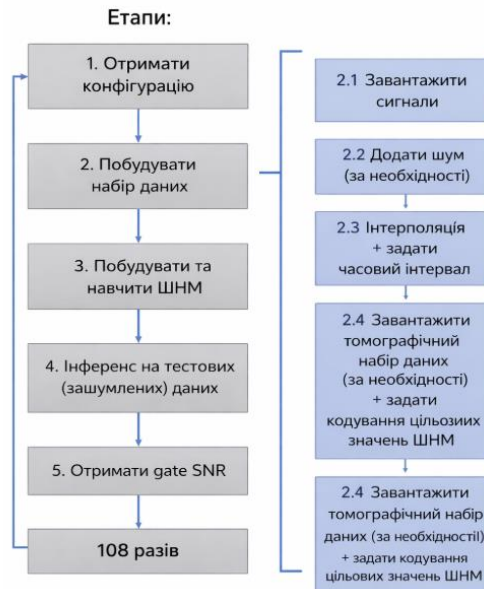 Етапи:
1. Отримати
конфігурацію
2. Побудувати
набір даних
3. Побудувати та
навчити ШНМ
4. Інференс на тестових
(зашумлених) даних
5. Отримати gate SNR
108 разів
2.1 Завантажити
сигнали
2.2 Додати шум
(за необхідності)
2.3 Інтерполяція
+ задати
часовий інтервал
2.4 Завантажити
томографічний
набір даних
(за необхідності)
+ задати
кодування
цільозиих
значень ШНМ
2.4 Завантажити
томографічний набір
даних (за необхідності)
+ задати кодування
цільових значень ШНМ